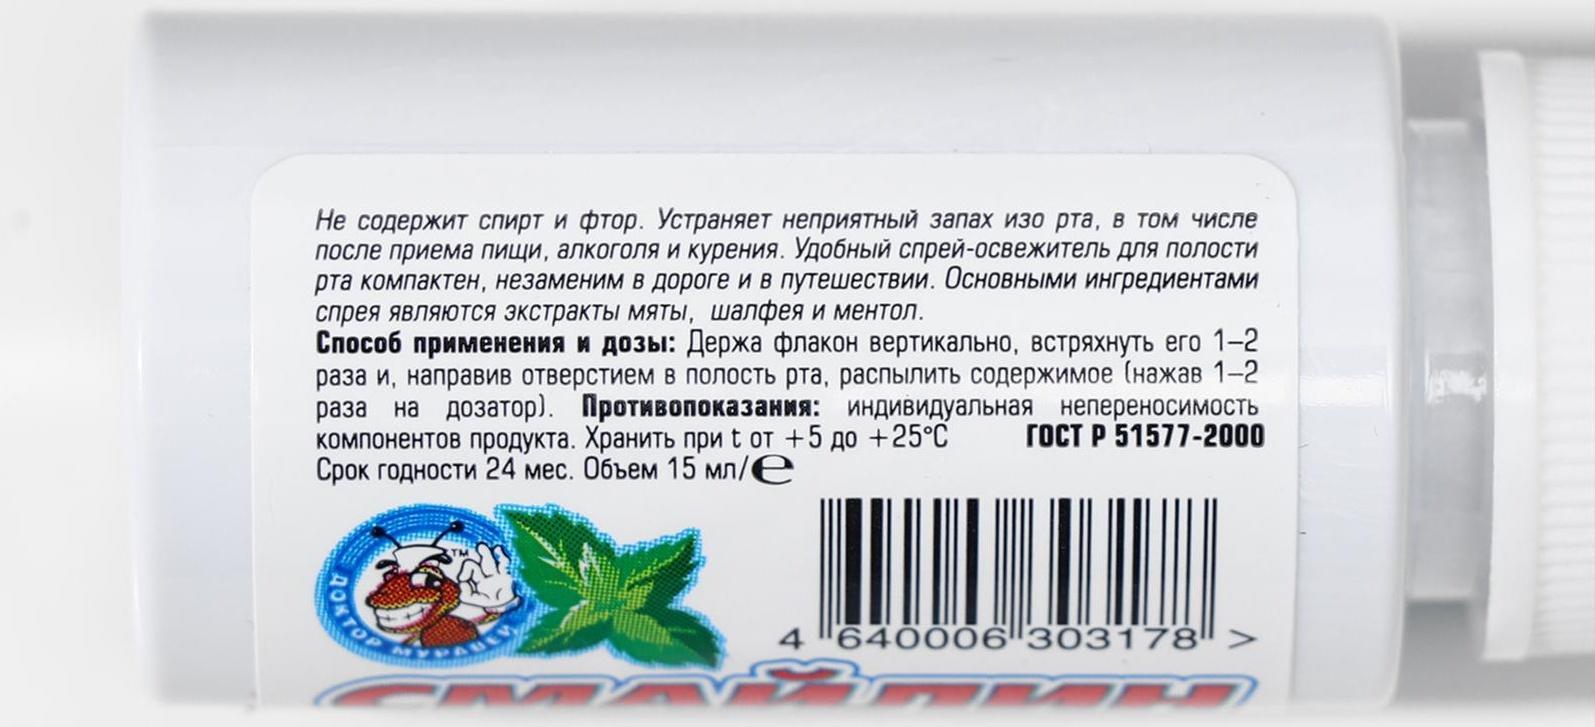 Не содержит спирт и фтор. Устраняет неприятный запах изо рта, в том числе
после приема пищи, алкоголя и курения. Удобный спрей-освежитель для полости
рта компактен, незаменим в дороге и в путешествии. Основными ингредиентами
спрея являются экстракты мяты, шалфея и ментол.
Способ применения и дозы: Держа флакон вертикально, встряхнуть его 1–2
раза и, направив отверстием в полость рта, распылить содержимое (нажав 1–2
раза на дозатор). Противопоказания: индивидуальная непереносимость
компонентов продукта. Хранить при t от +5 до +25°C ГОСТ Р 51577-2000
Срок годности 24 мес. Объем 15 мл/℮
TM
ДОКТОР МУРАВЕЙ
4 640006 303178 >
СМАЙЛИН